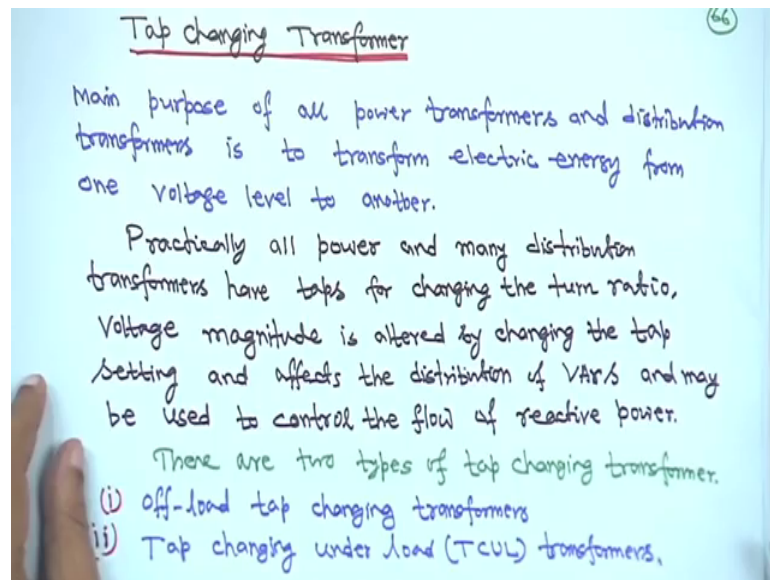 66
Tap changing Transformer
Main purpose of all power transformers and distribution
transformers is to transform electric energy from
one voltage level to another.
Practically all power and many distribution
transformers have taps for changing the turn ratio.
Voltage magnitude is altered by changing the tap
setting and affects the distribution of VArs and may
be used to control the flow of reactive power.
There are two types of tap changing transformer.
(i) off-load tap changing transformers
(ii) Tap changing under load (TCUL) transformers.